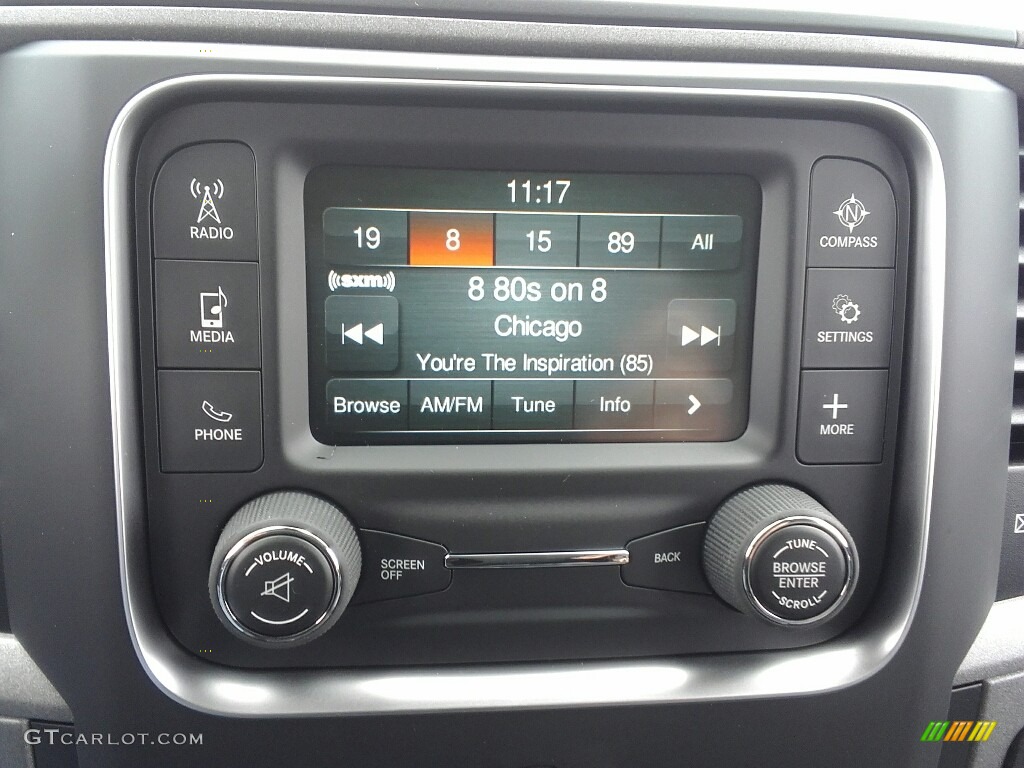 11:17
19 8 15 89 All
((sxm))
8 80s on 8
Chicago
You're The Inspiration (85)
Browse AM/FM Tune Info >
RADIO
MEDIA
PHONE
N
COMPASS
SETTINGS
MORE
VOLUME
SCREEN
OFF
BACK
TUNE
BROWSE
ENTER
SCROLL
GTCARLOT.COM